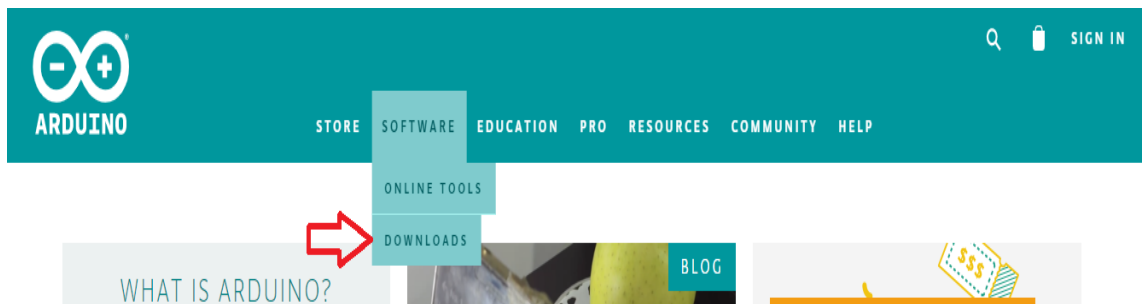 SIGN IN
ARDUINO
STORE SOFTWARE EDUCATION PRO RESOURCES COMMUNITY HELP
ONLINE TOOLS
DOWNLOADS
WHAT IS ARDUINO?
BLOG
$$$